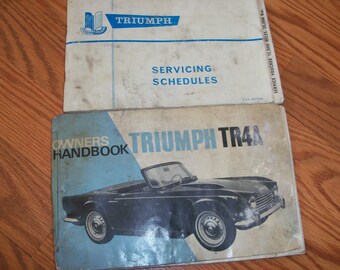 TRIUMPH
SERVICING
SCHEDULES
OWNERS
HANDBOOK
TRIUMPH TR4A